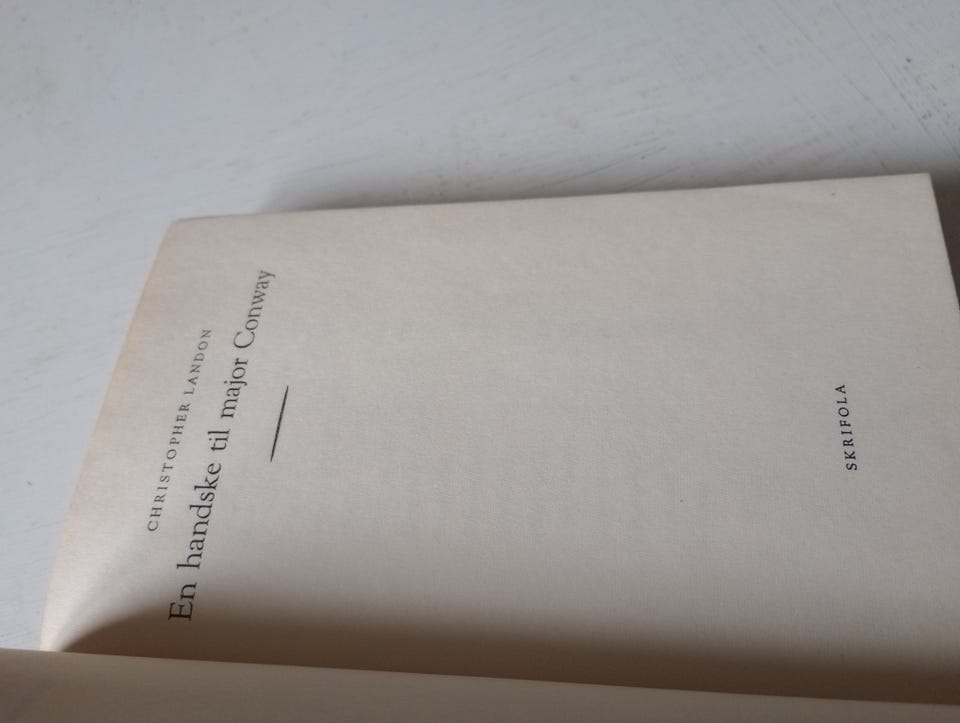 CHRISTOPHER LANDON
En handske til major Conway
SKRIFOLA